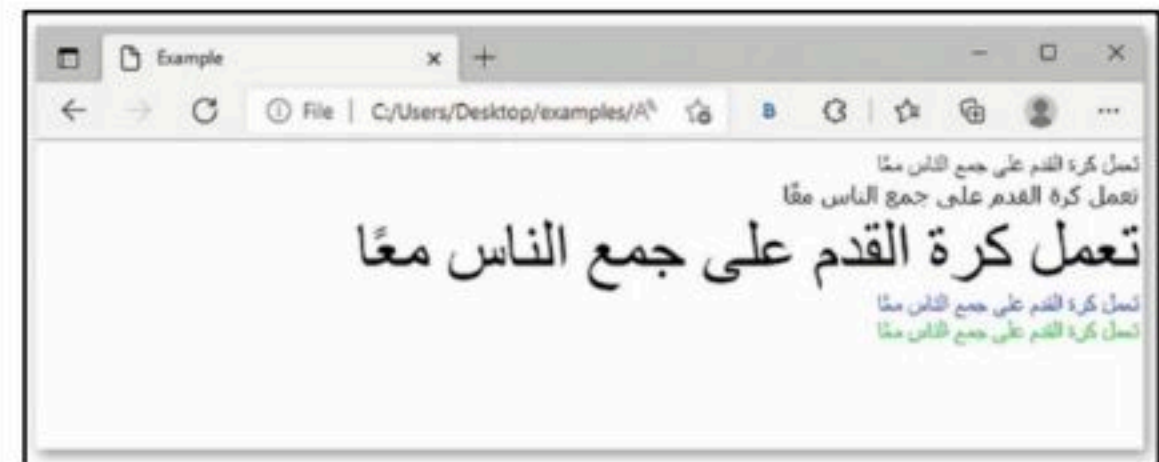 Example
File | C:/Users/Desktop/examples/
تعمل كرة القدم على جمع الناس معًا
تعمل كرة القدم على جمع الناس معًا
تعمل كرة القدم على جمع الناس معًا
تعمل كرة القدم على جمع الناس معًا
تعمل كرة القدم على جمع الناس معًا